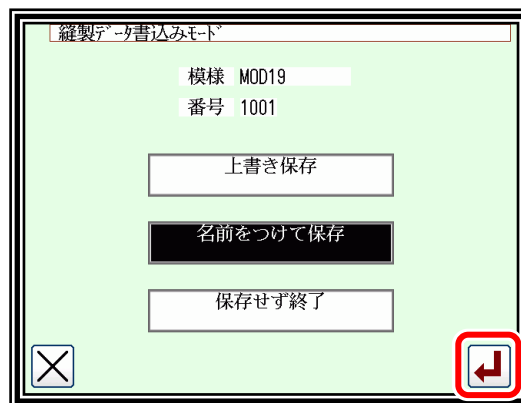 縫製ﾃﾞｰﾀ書込みﾓｰﾄﾞ
模様 MOD19
番号 1001
上書き保存
名前をつけて保存
保存せず終了